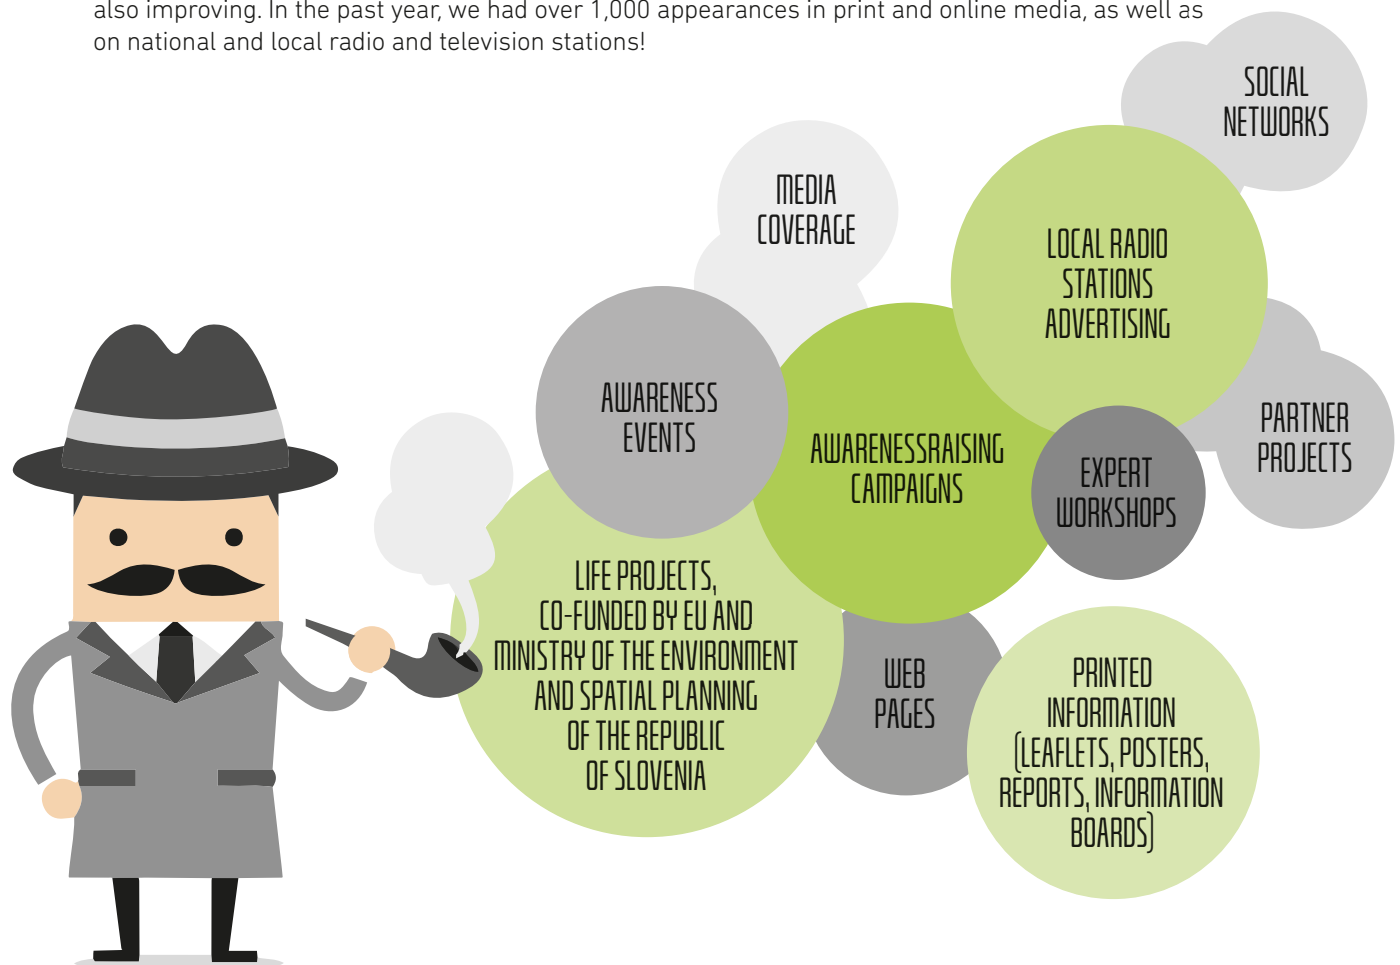 also improving. In the past year, we had over 1,000 appearances in print and online media, as well as
on national and local radio and television stations!
SOCIAL
NETWORKS
MEDIA
COVERAGE
LOCAL RADIO
STATIONS
ADVERTISING
AWARENESS
EVENTS
AWARENESSRAISING
CAMPAIGNS
PARTNER
PROJECTS
EXPERT
WORKSHOPS
LIFE PROJECTS,
CO-FUNDED BY EU AND
MINISTRY OF THE ENVIRONMENT
AND SPATIAL PLANNING
OF THE REPUBLIC
OF SLOVENIA
WEB
PAGES
PRINTED
INFORMATION
(LEAFLETS, POSTERS,
REPORTS, INFORMATION
BOARDS)